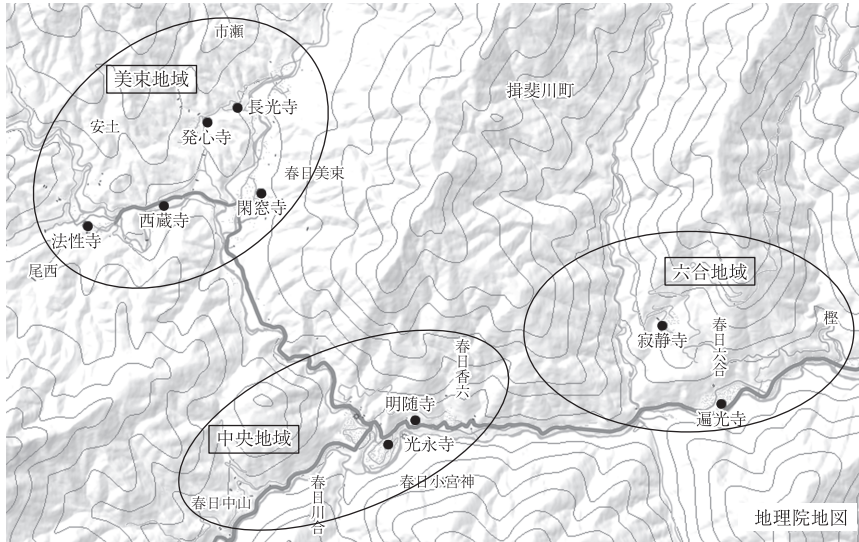 市瀬
美束地域
長光寺
揖斐川町
安土
発心寺
春日美束
西蔵寺
閑窓寺
法性寺
尾西
六合地域
寂静寺
春日六合
樫
春日香六
明随寺
遍光寺
中央地域
光永寺
春日小宮神
春日中山
春日川合
地理院地図